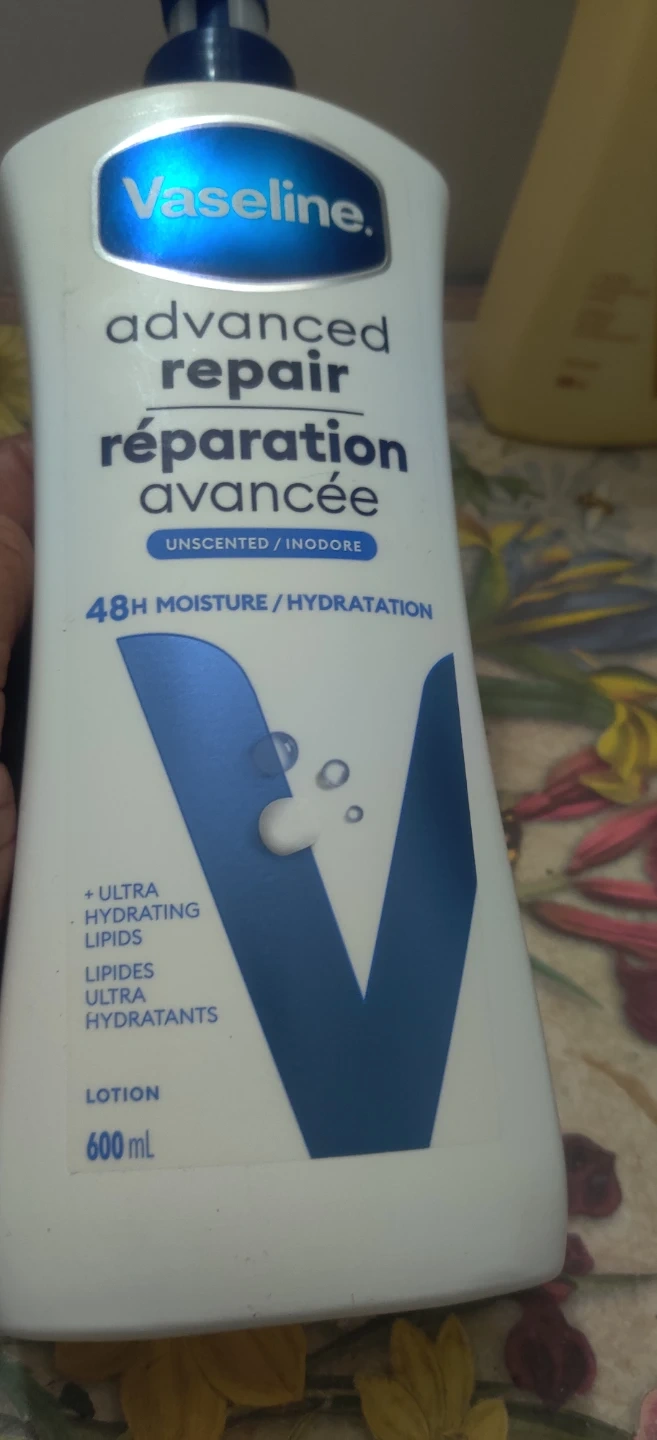 Vaseline.
advanced
repair
réparation
avancée
UNSCENTED / INODORE
48H MOISTURE / HYDRATATION
+ ULTRA
HYDRATING
LIPIDS
LIPIDES
ULTRA
HYDRATANTS
LOTION
600 mL